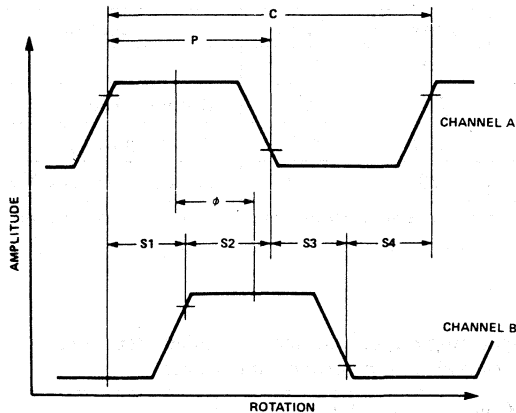 C
P
CHANNEL A
AMPLITUDE
ϕ
S1 S2 S3 S4
CHANNEL B
ROTATION